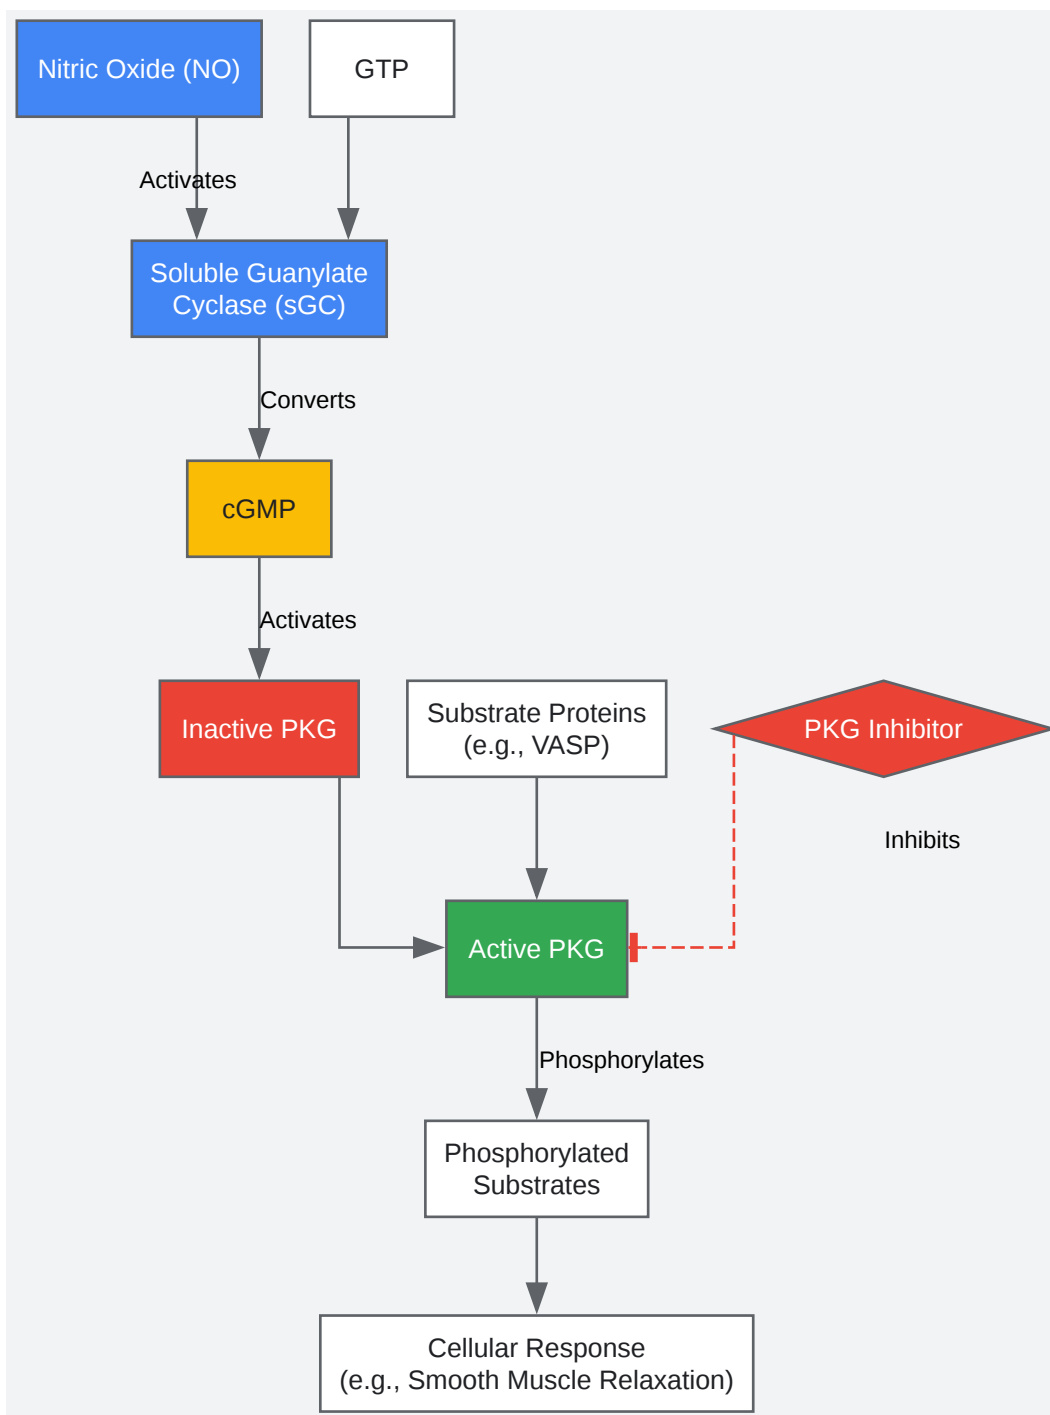 Nitric Oxide (NO)
GTP
Activates
Soluble Guanylate
Cyclase (sGC)
Converts
cGMP
Activates
Inactive PKG
Substrate Proteins
(e.g., VASP)
PKG Inhibitor
Inhibits
Active PKG
Phosphorylates
Phosphorylated
Substrates
Cellular Response
(e.g., Smooth Muscle Relaxation)